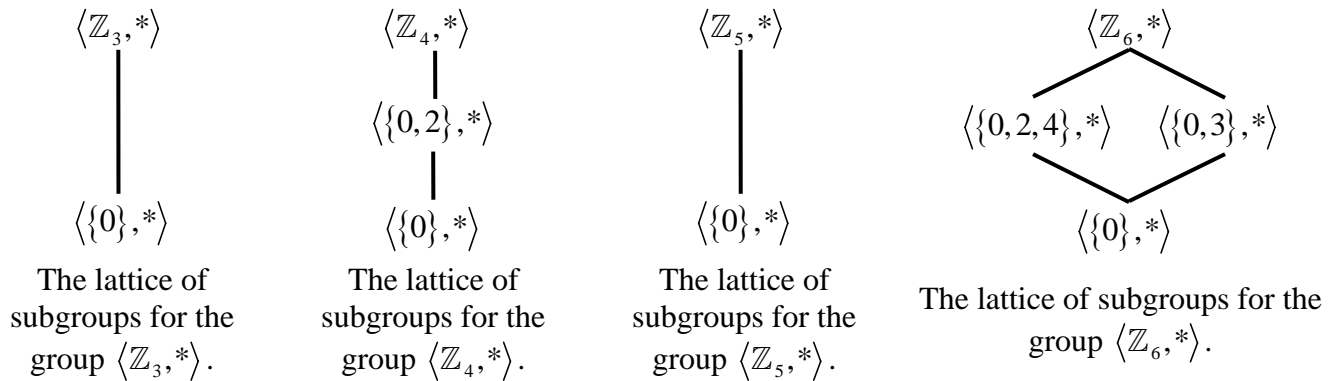 ⟨ℤ₃,*⟩
⟨{0},*⟩
The lattice of
subgroups for the
group ⟨ℤ₃,*⟩.
⟨ℤ₄,*⟩
⟨{0,2},*⟩
⟨{0},*⟩
The lattice of
subgroups for the
group ⟨ℤ₄,*⟩.
⟨ℤ₅,*⟩
⟨{0},*⟩
The lattice of
subgroups for the
group ⟨ℤ₅,*⟩.
⟨ℤ₆,*⟩
⟨{0,2,4},*⟩ ⟨{0,3},*⟩
⟨{0},*⟩
The lattice of subgroups for the
group ⟨ℤ₆,*⟩.